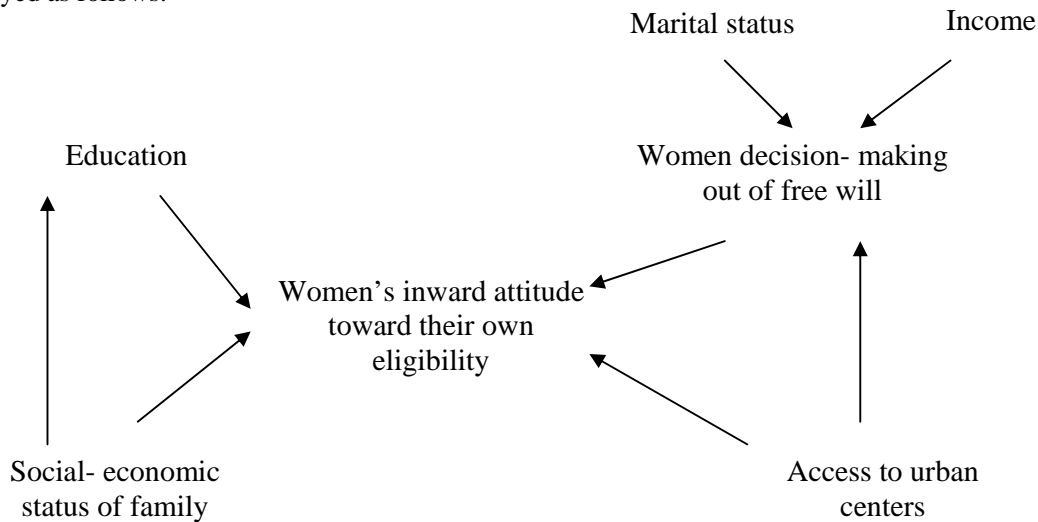 yed as follows:
Marital status
Income
Education
Women decision- making
out of free will
Women's inward attitude
toward their own
eligibility
Social- economic
status of family
Access to urban
centers